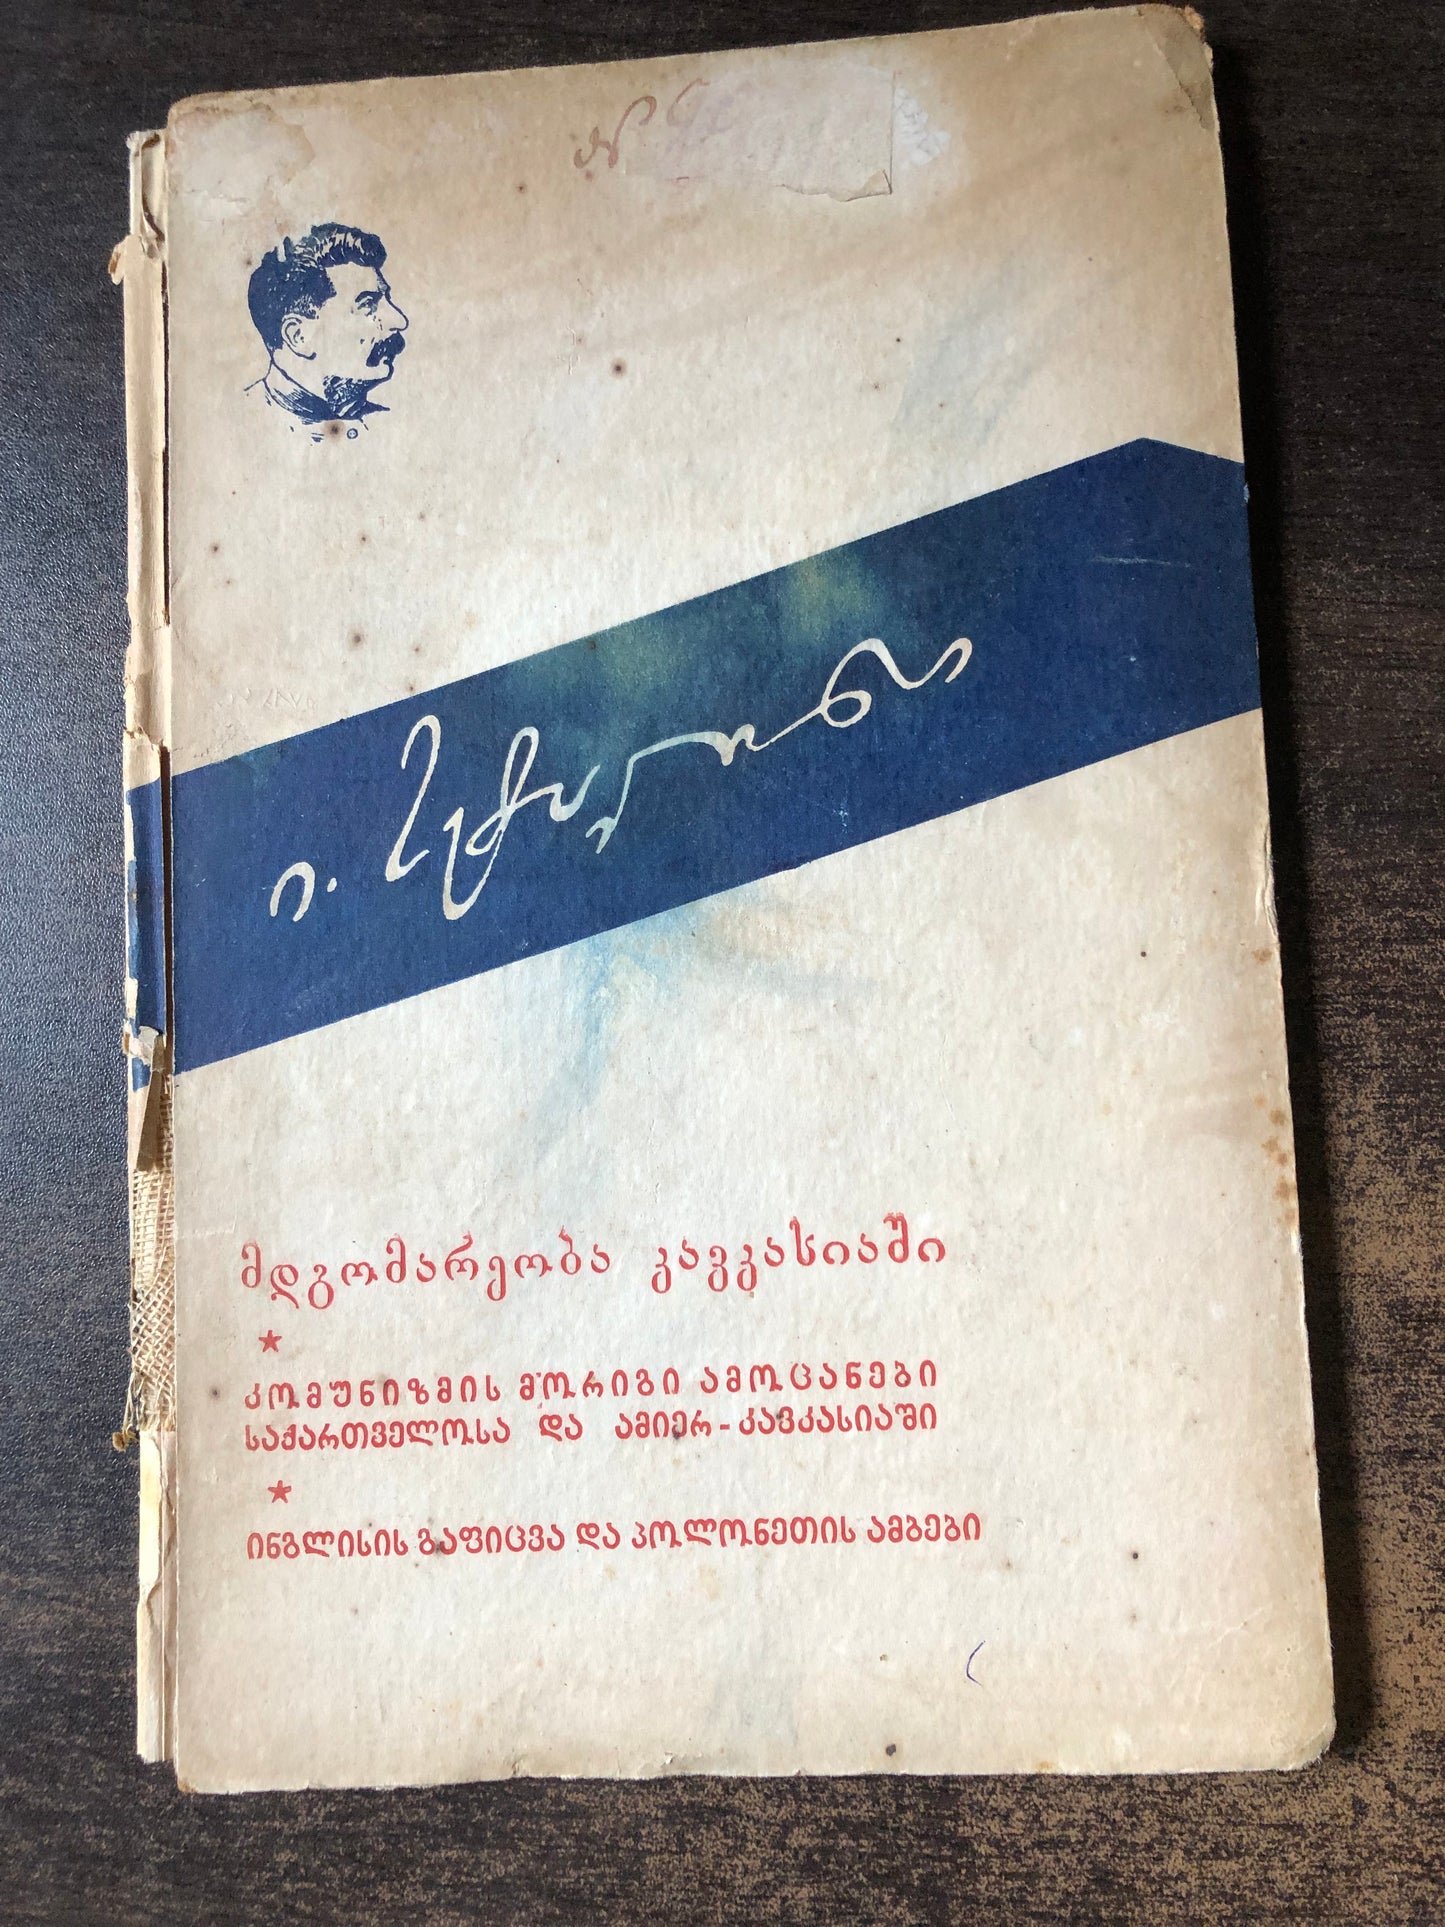 ი. სტალინი
მდგომარეობა კავკასიაში
კომუნიზმის მორიგი ამოცანები
საქართველოსა და ამიერ-კავკასიაში
ინგლისის გაფიცვა და პოლონეთის ამბები